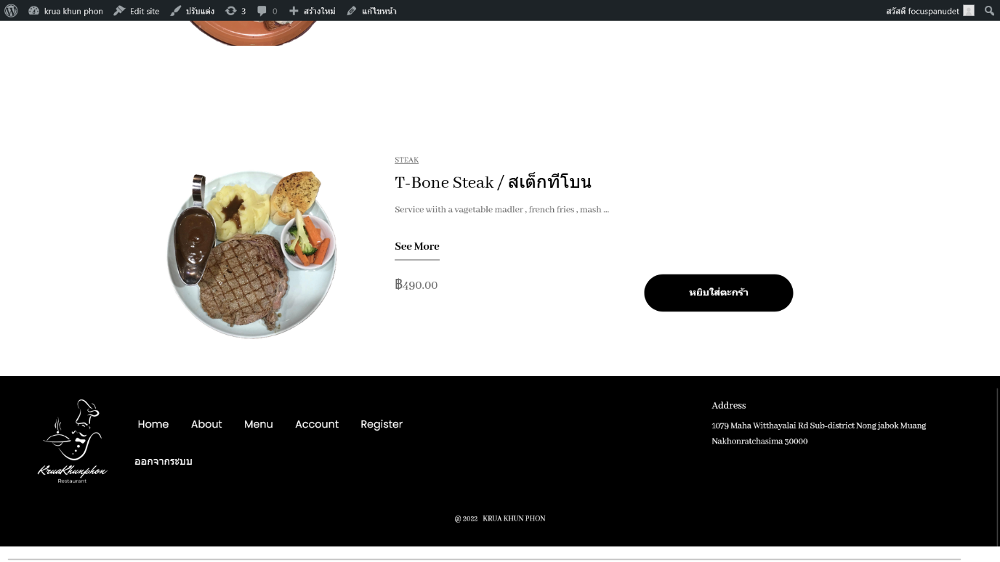 krua khun phon Edit site ปรับแต่ง 3 0 สร้างใหม่ แก้ไขหน้า สวัสดี focuspanudet
STEAK
T-Bone Steak / สเต็กทีโบน
Service wiith a vagetable madler , french fries , mash ...
See More
฿490.00
หยิบใส่ตะกร้า
Home About Menu Account Register
ออกจากระบบ
KruaKhunphon
Restaurant
Address
1079 Maha Witthayalai Rd Sub-district Nong jabok Muang
Nakhonratchasima 30000
@ 2022 KRUA KHUN PHON